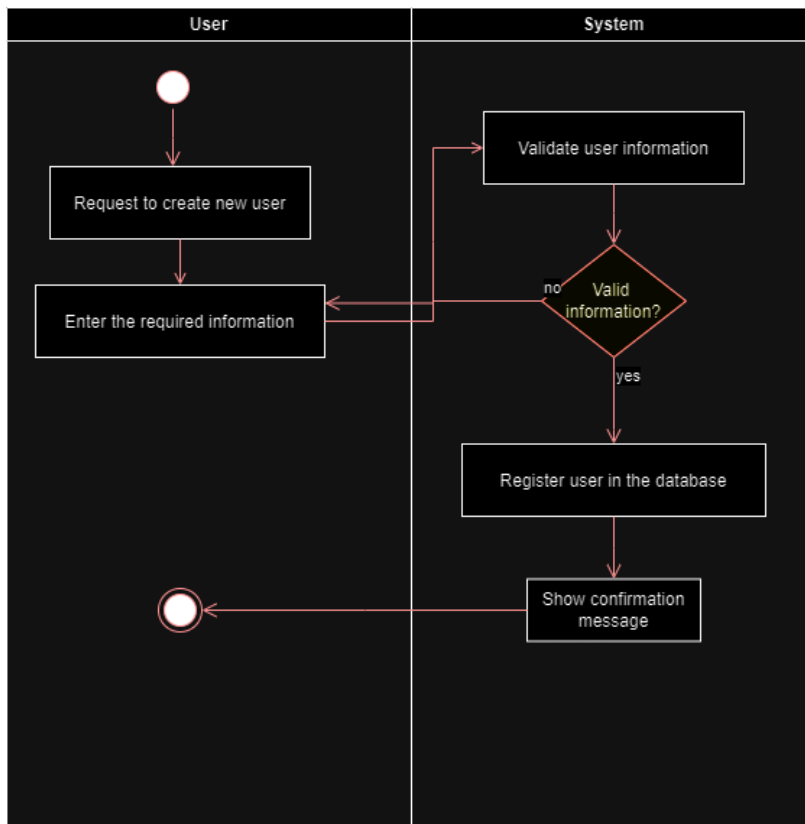 User
System
Validate user information
Request to create new user
no
Valid
information?
Enter the required information
yes
Register user in the database
Show confirmation
message